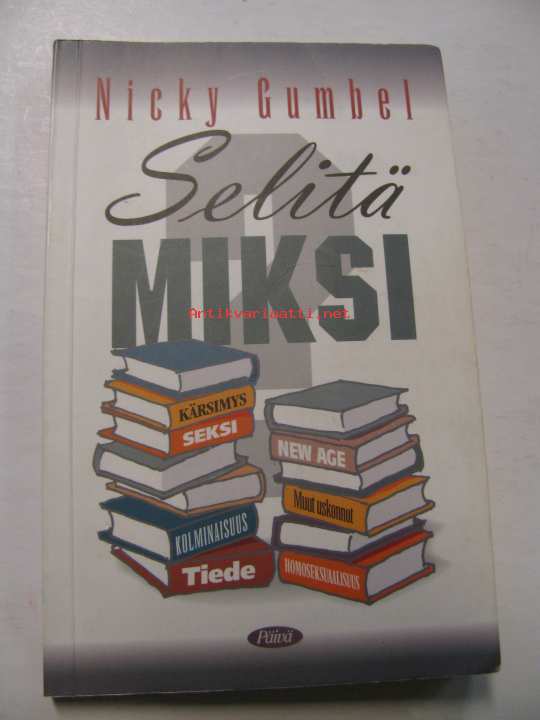 Nicky Gumbel
Selitä
MIKSI
Antikvariaatti.net
KÄRSIMYS
SEKSI
KOLMINAISUUS
Tiede
NEW AGE
Muut uskonnot
HOMOSEKSUAALISUUS
Päivä